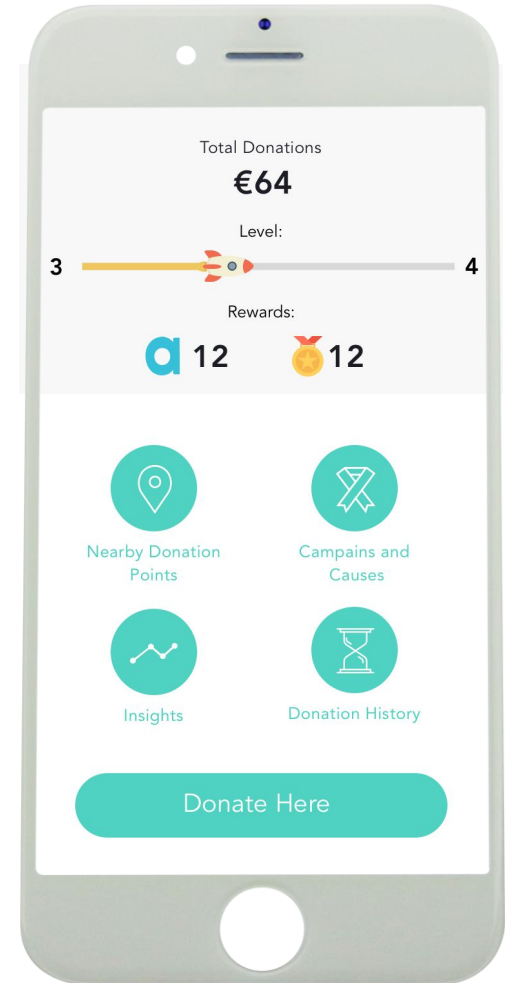 Total Donations
€64
Level:
3 4
Rewards:
a 12 12
Nearby Donation
Points
Campains and
Causes
Insights
Donation History
Donate Here